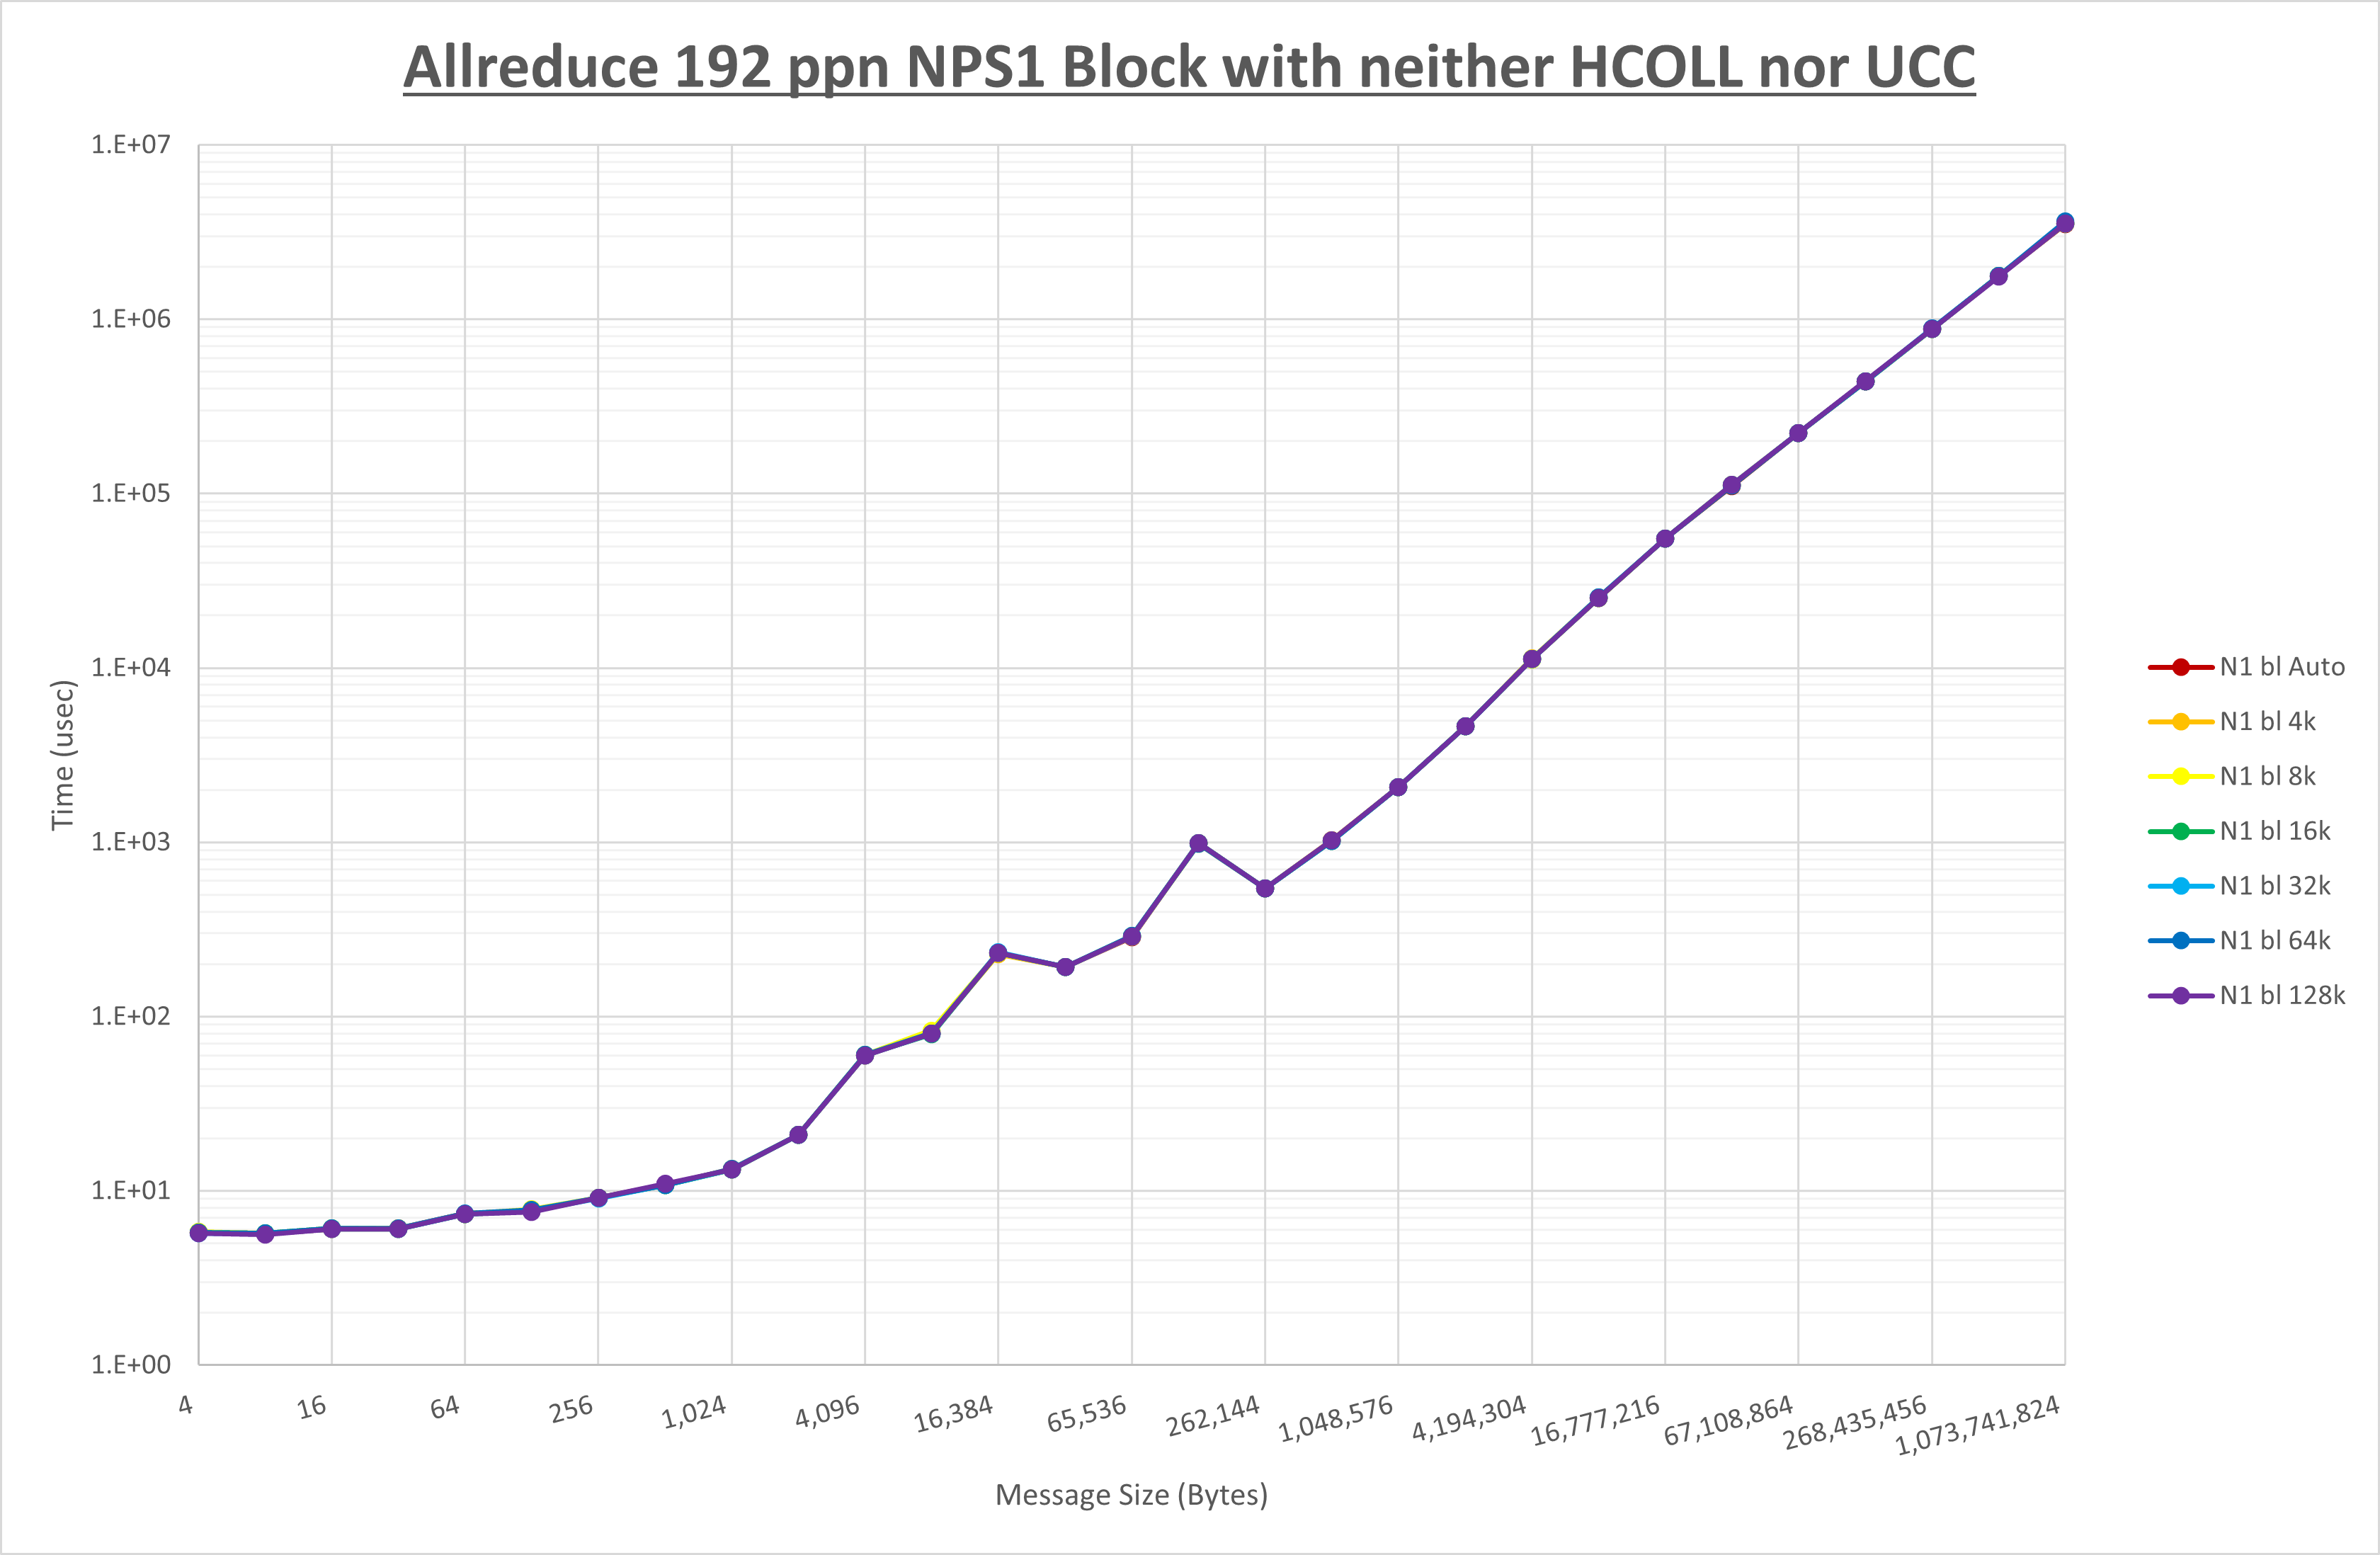 Allreduce 192 ppn NPS1 Block with neither HCOLL nor UCC
1.E+07
1.E+06
1.E+05
1.E+04
1.E+03
1.E+02
1.E+01
1.E+00
Time (usec)
4
16
64
256
1,024
4,096
16,384
65,536
262,144
1,048,576
4,194,304
16,777,216
67,108,864
268,435,456
1,073,741,824
Message Size (Bytes)
N1 bl Auto
N1 bl 4k
N1 bl 8k
N1 bl 16k
N1 bl 32k
N1 bl 64k
N1 bl 128k